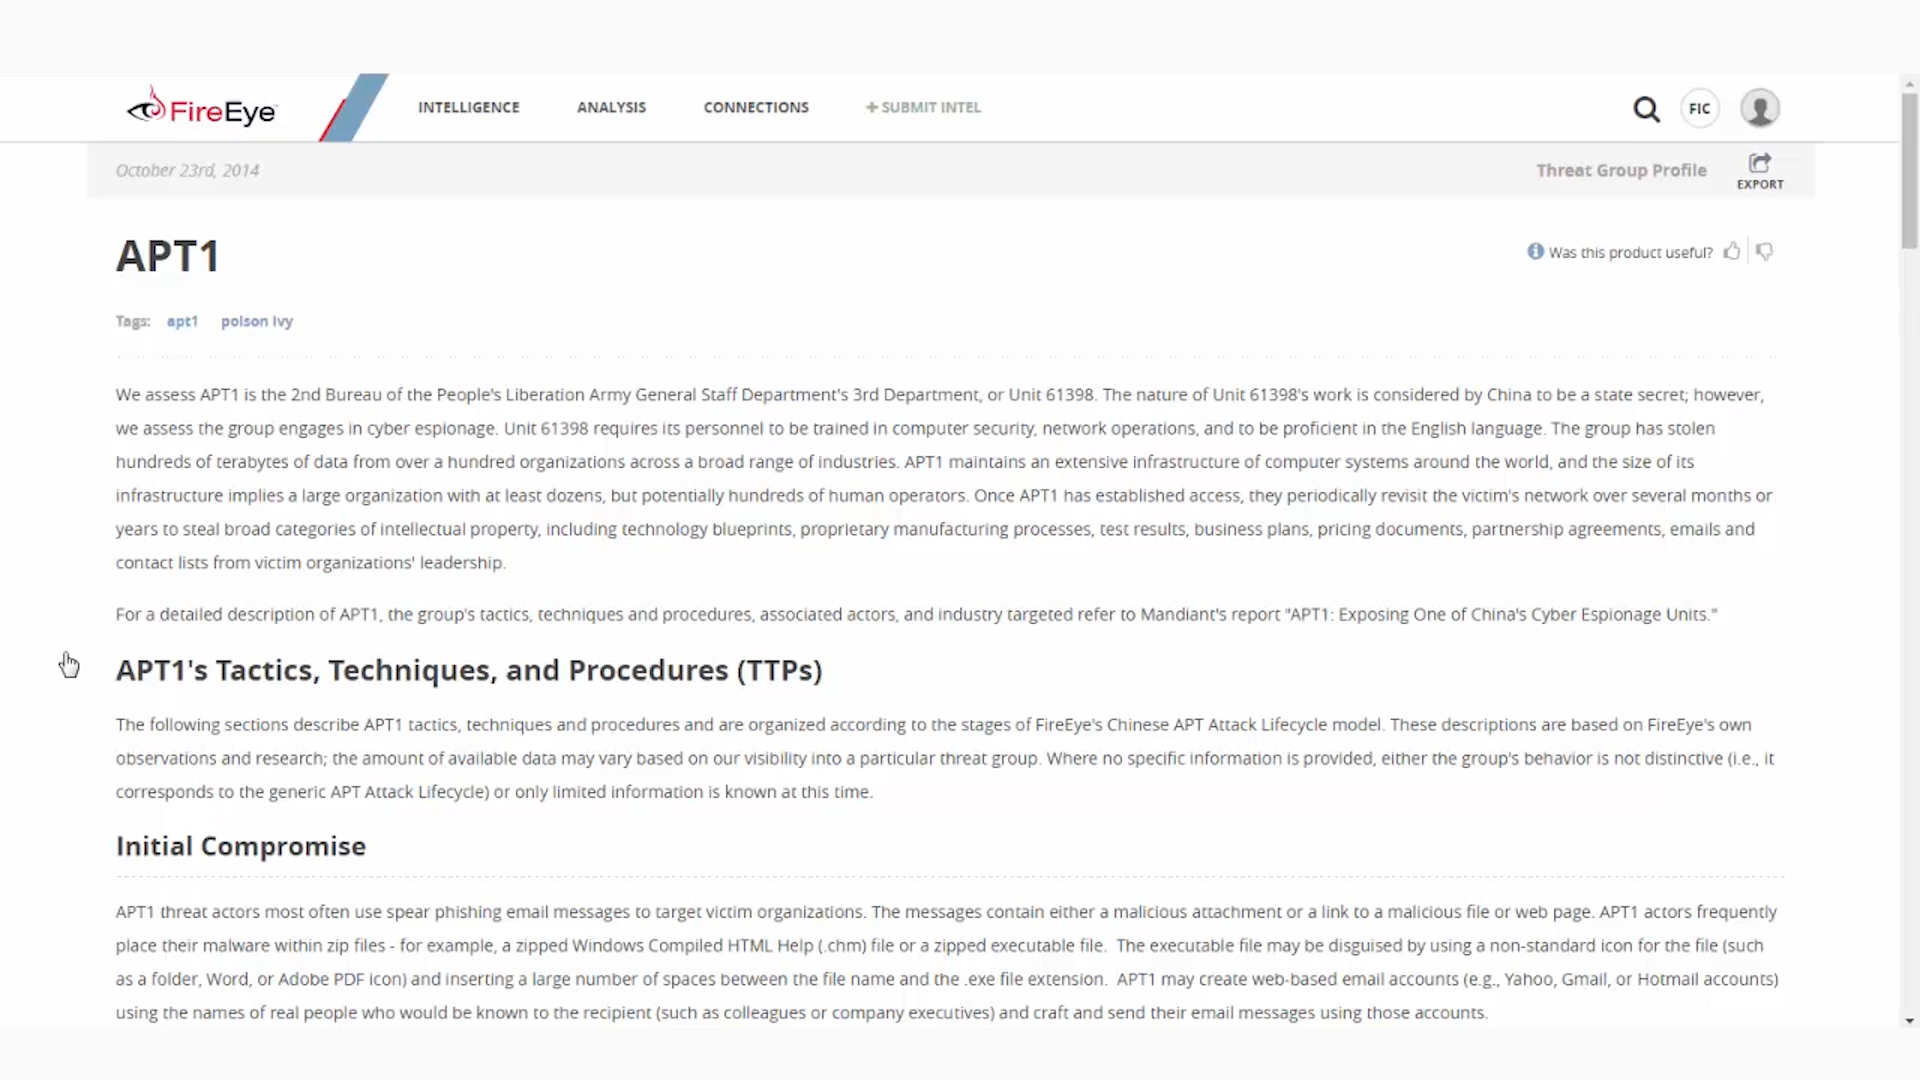 FireEye INTELLIGENCE ANALYSIS CONNECTIONS + SUBMIT INTEL FIC
October 23rd, 2014 Threat Group Profile EXPORT
APT1
Was this product useful?
Tags: apt1 poison ivy
We assess APT1 is the 2nd Bureau of the People's Liberation Army General Staff Department's 3rd Department, or Unit 61398. The nature of Unit 61398's work is considered by China to be a state secret; however,
we assess the group engages in cyber espionage. Unit 61398 requires its personnel to be trained in computer security, network operations, and to be proficient in the English language. The group has stolen
hundreds of terabytes of data from over a hundred organizations across a broad range of industries. APT1 maintains an extensive infrastructure of computer systems around the world, and the size of its
infrastructure implies a large organization with at least dozens, but potentially hundreds of human operators. Once APT1 has established access, they periodically revisit the victim's network over several months or
years to steal broad categories of intellectual property, including technology blueprints, proprietary manufacturing processes, test results, business plans, pricing documents, partnership agreements, emails and
contact lists from victim organizations' leadership.
For a detailed description of APT1, the group's tactics, techniques and procedures, associated actors, and industry targeted refer to Mandiant's report "APT1: Exposing One of China's Cyber Espionage Units."
APT1's Tactics, Techniques, and Procedures (TTPs)
The following sections describe APT1 tactics, techniques and procedures and are organized according to the stages of FireEye's Chinese APT Attack Lifecycle model. These descriptions are based on FireEye's own
observations and research; the amount of available data may vary based on our visibility into a particular threat group. Where no specific information is provided, either the group's behavior is not distinctive (i.e., it
corresponds to the generic APT Attack Lifecycle) or only limited information is known at this time.
Initial Compromise
APT1 threat actors most often use spear phishing email messages to target victim organizations. The messages contain either a malicious attachment or a link to a malicious file or web page. APT1 actors frequently
place their malware within zip files - for example, a zipped Windows Compiled HTML Help (.chm) file or a zipped executable file. The executable file may be disguised by using a non-standard icon for the file (such
as a folder, Word, or Adobe PDF icon) and inserting a large number of spaces between the file name and the .exe file extension. APT1 may create web-based email accounts (e.g., Yahoo, Gmail, or Hotmail accounts)
using the names of real people who would be known to the recipient (such as colleagues or company executives) and craft and send their email messages using those accounts.